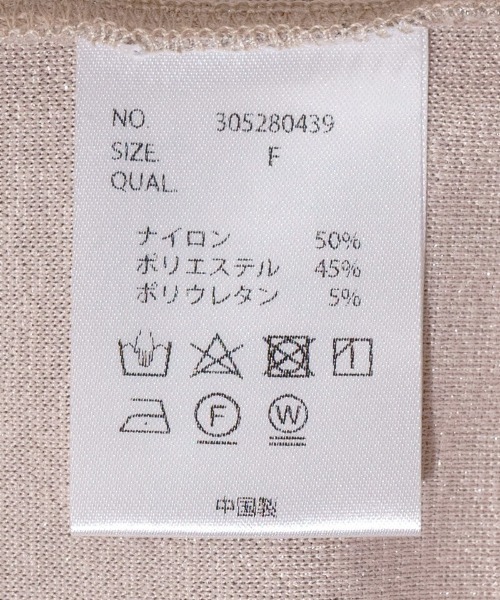 NO. 305280439
SIZE F
QUAL.
ナイロン 50%
ポリエステル 45%
ポリウレタン 5%
F W
中国製